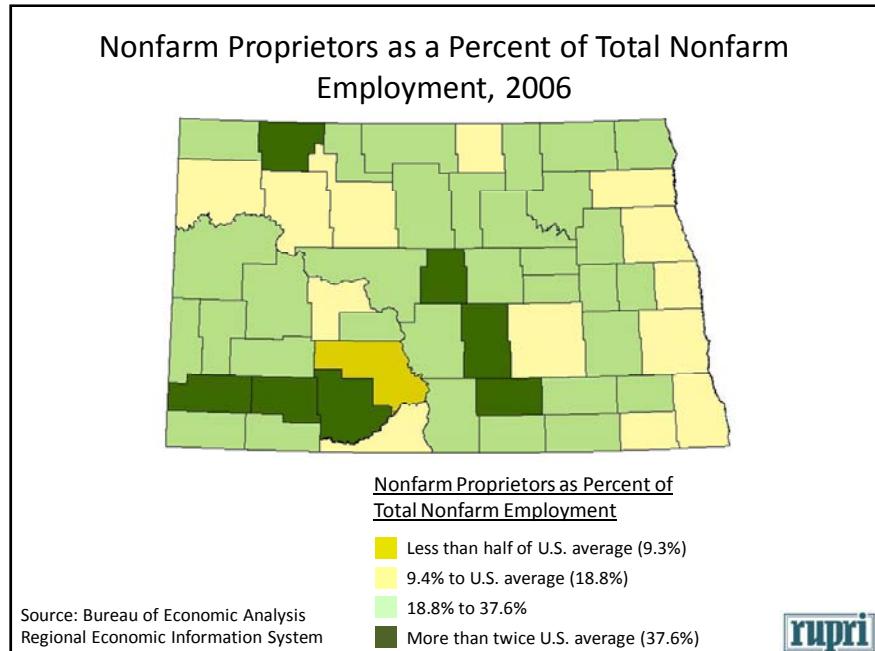 Nonfarm Proprietors as a Percent of Total Nonfarm
Employment, 2006
Nonfarm Proprietors as Percent of
Total Nonfarm Employment
Less than half of U.S. average (9.3%)
9.4% to U.S. average (18.8%)
18.8% to 37.6%
More than twice U.S. average (37.6%)
Source: Bureau of Economic Analysis
Regional Economic Information System
rupri